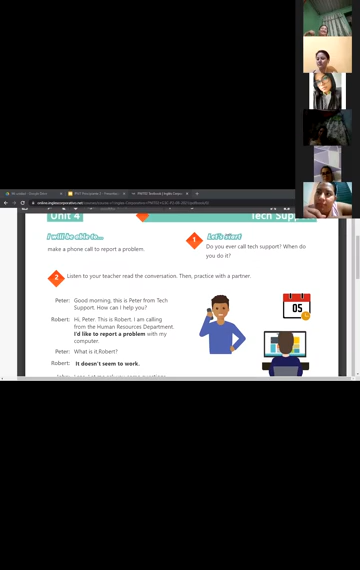 Unit 4
Tech Supp
I will be able to...
make a phone call to report a problem.
1
Let's start
Do you ever call tech support? When do
you do it?
2
Listen to your teacher read the conversation. Then, practice with a partner.
Peter: Good morning, this is Peter from Tech
Support. How can I help you?
Robert: Hi, Peter. This is Robert. I am calling
from the Human Resources Department.
I'd like to report a problem with my
computer.
Peter: What is it Robert?
Robert: It doesn't seem to work.
05